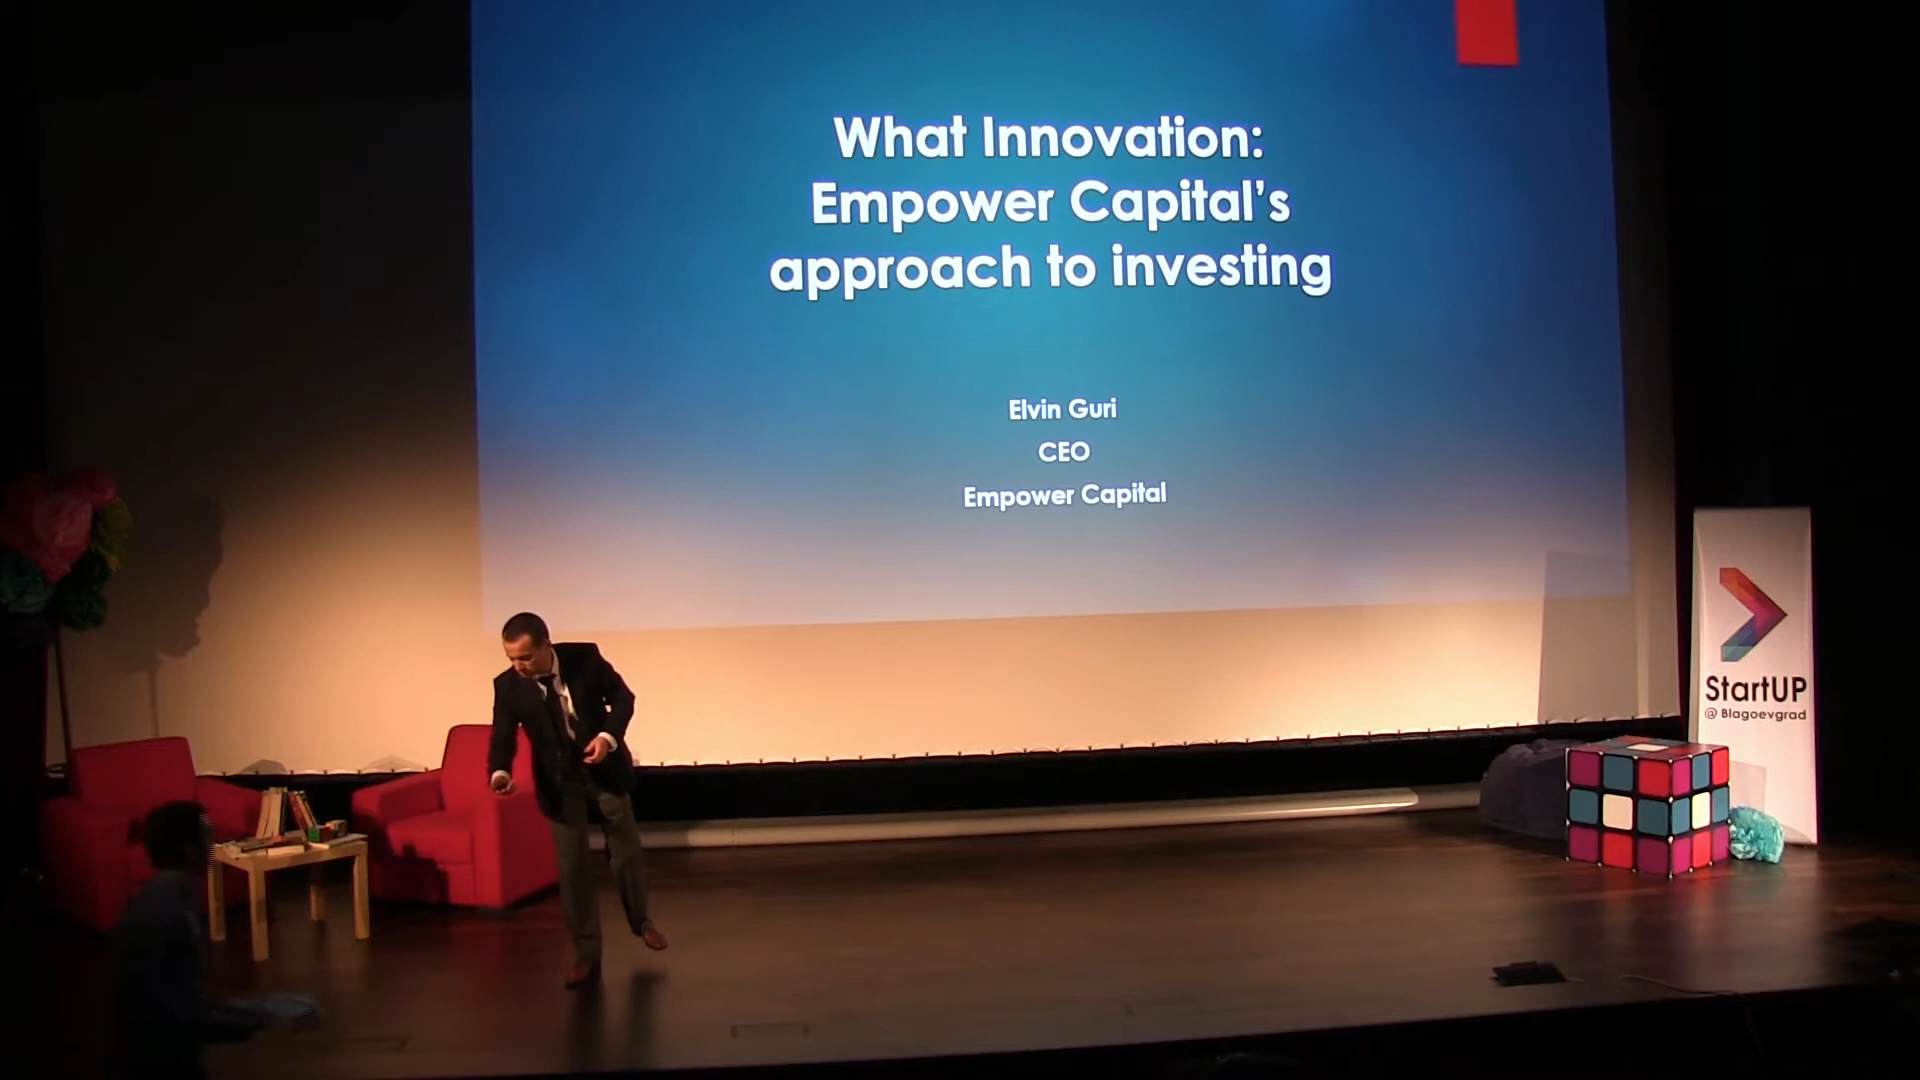 What Innovation:
Empower Capital’s
approach to investing
Elvin Guri
CEO
Empower Capital
StartUP
@ Blagoevgrad